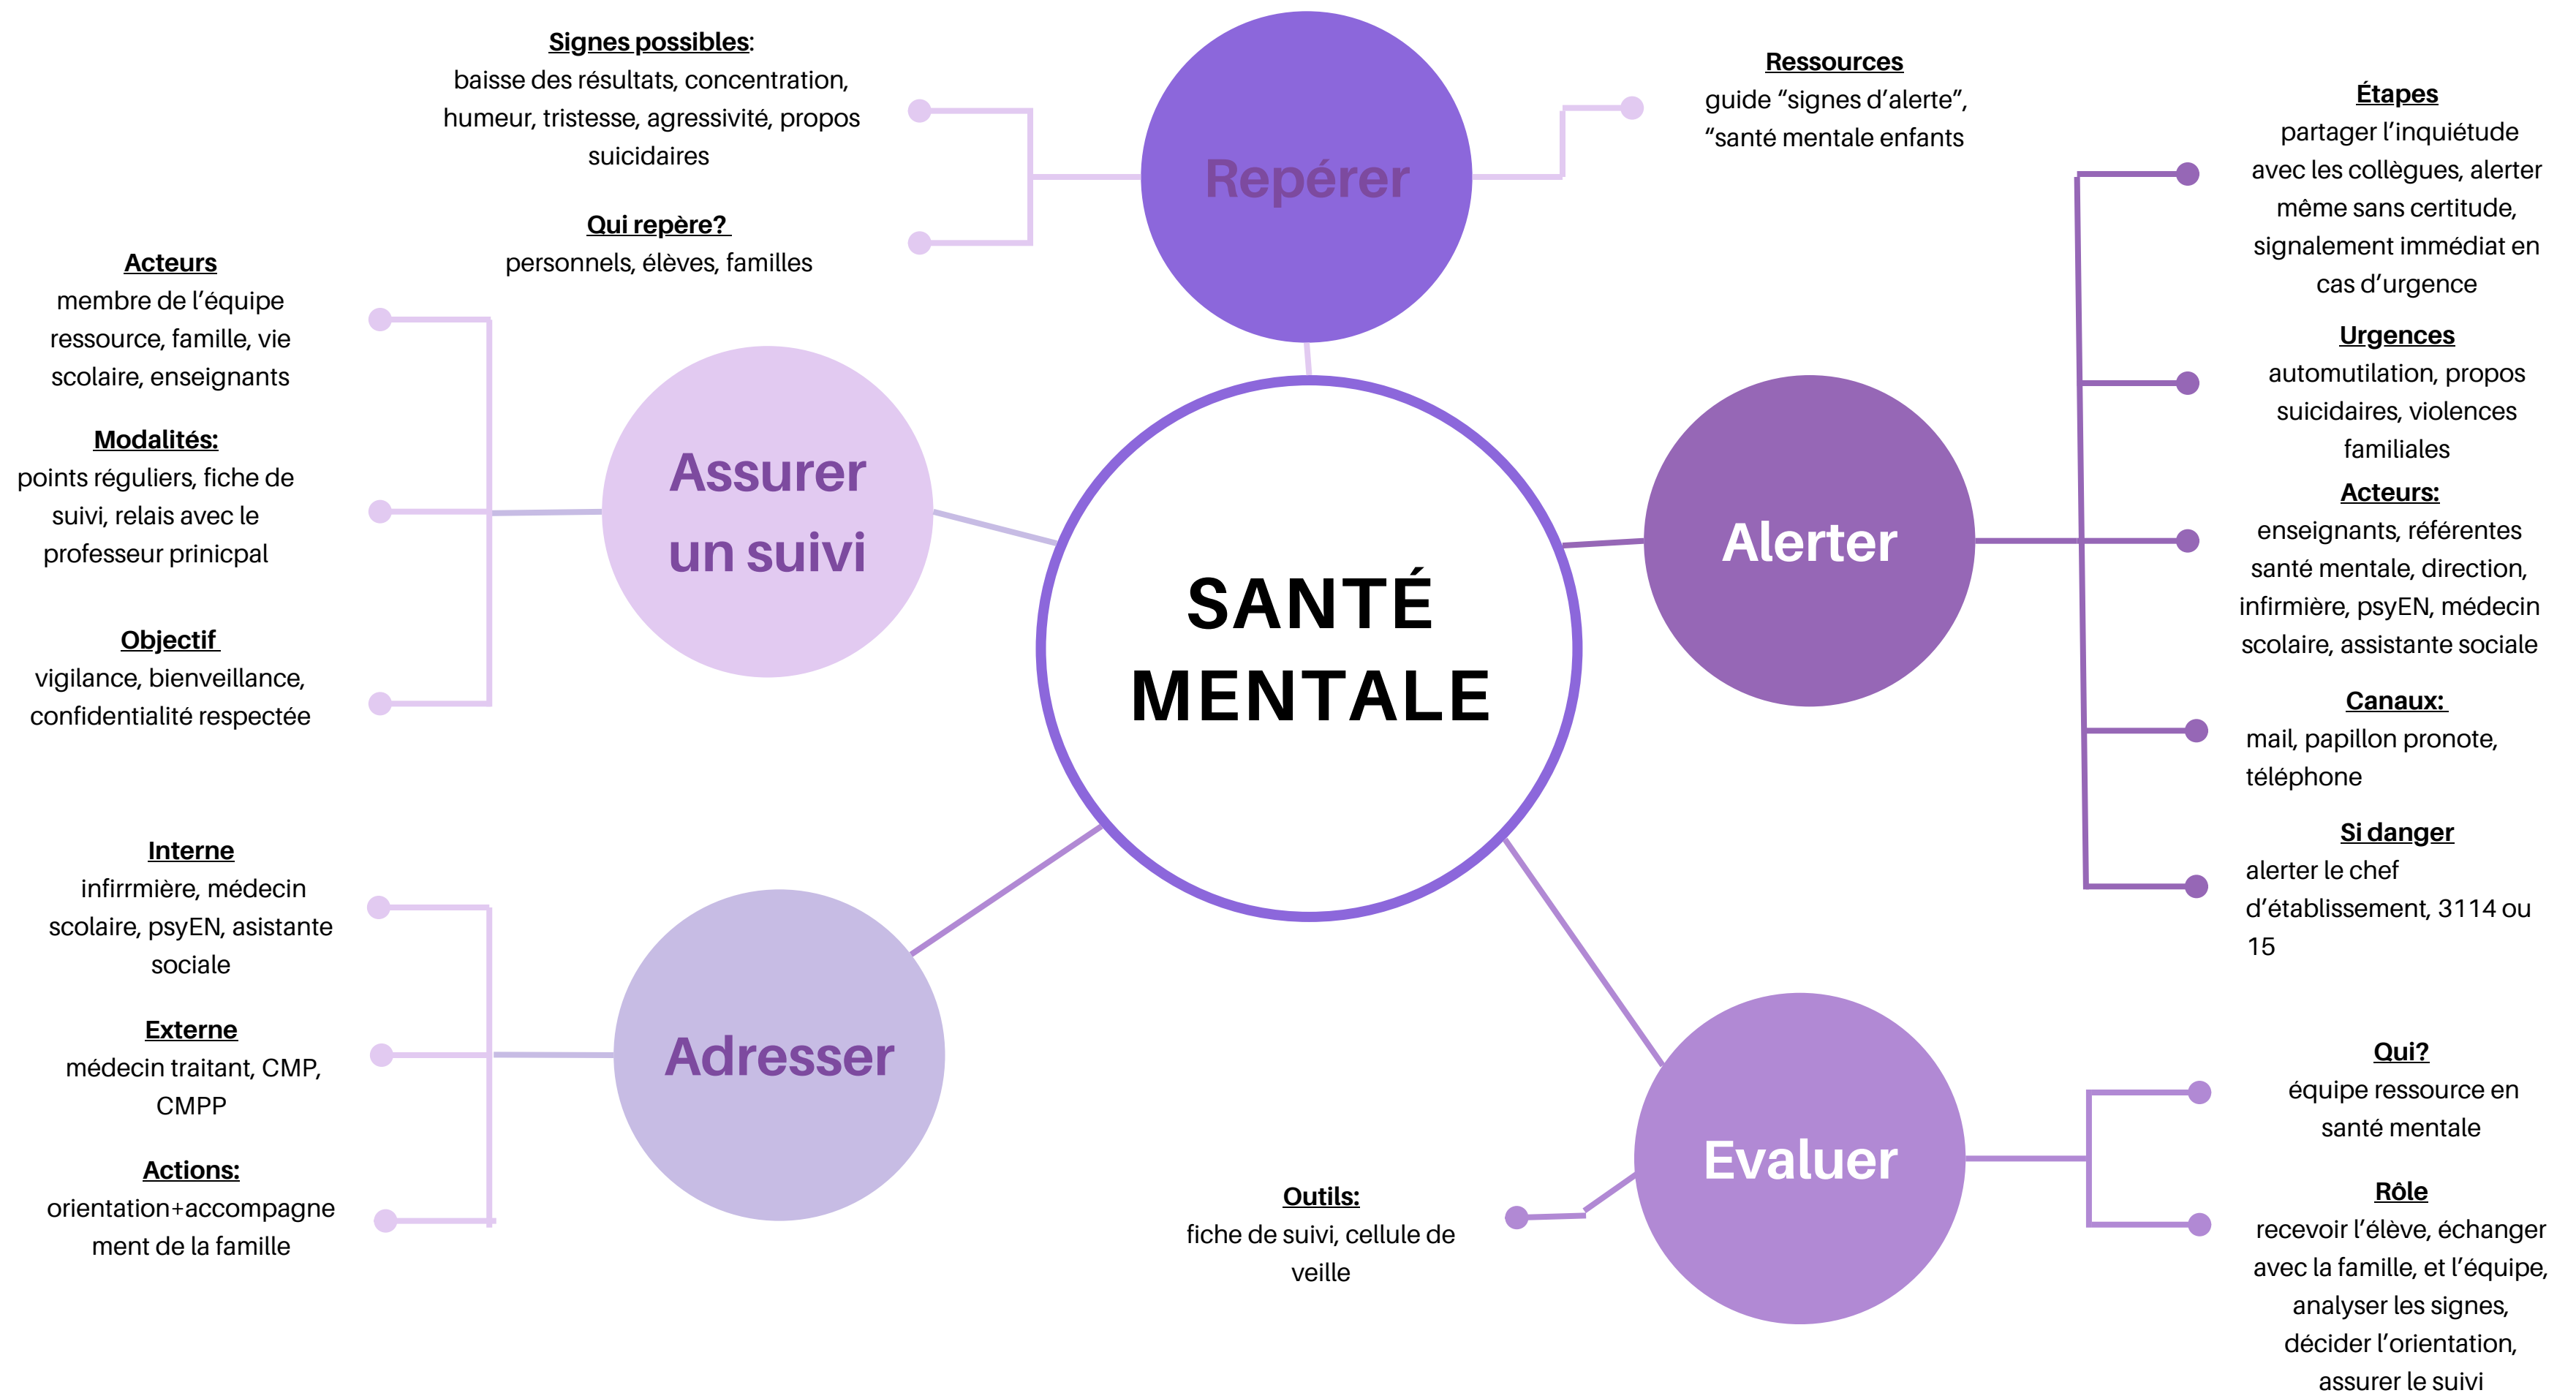 SANTÉ
MENTALE
Repérer
Signes possibles:
baisse des résultats, concentration,
humeur, tristesse, agressivité, propos
suicidaires
Qui repère?
personnels, élèves, familles
Ressources
guide “signes d’alerte”,
“santé mentale enfants
Alerter
Étapes
partager l’inquiétude
avec les collègues, alerter
même sans certitude,
signalement immédiat en
cas d’urgence
Urgences
automutilation, propos
suicidaires, violences
familiales
Acteurs:
enseignants, référentes
santé mentale, direction,
infirmière, psyEN, médecin
scolaire, assistante sociale
Canaux:
mail, papillon pronote,
téléphone
Si danger
alerter le chef
d’établissement, 3114 ou
15
Evaluer
Qui?
équipe ressource en
santé mentale
Rôle
recevoir l’élève, échanger
avec la famille, et l’équipe,
analyser les signes,
décider l’orientation,
assurer le suivi
Outils:
fiche de suivi, cellule de
veille
Adresser
Interne
infirrmière, médecin
scolaire, psyEN, asistante
sociale
Externe
médecin traitant, CMP,
CMPP
Actions:
orientation+accompagne
ment de la famille
Assurer
un suivi
Acteurs
membre de l’équipe
ressource, famille, vie
scolaire, enseignants
Modalités:
points réguliers, fiche de
suivi, relais avec le
professeur prinicpal
Objectif
vigilance, bienveillance,
confidentialité respectée